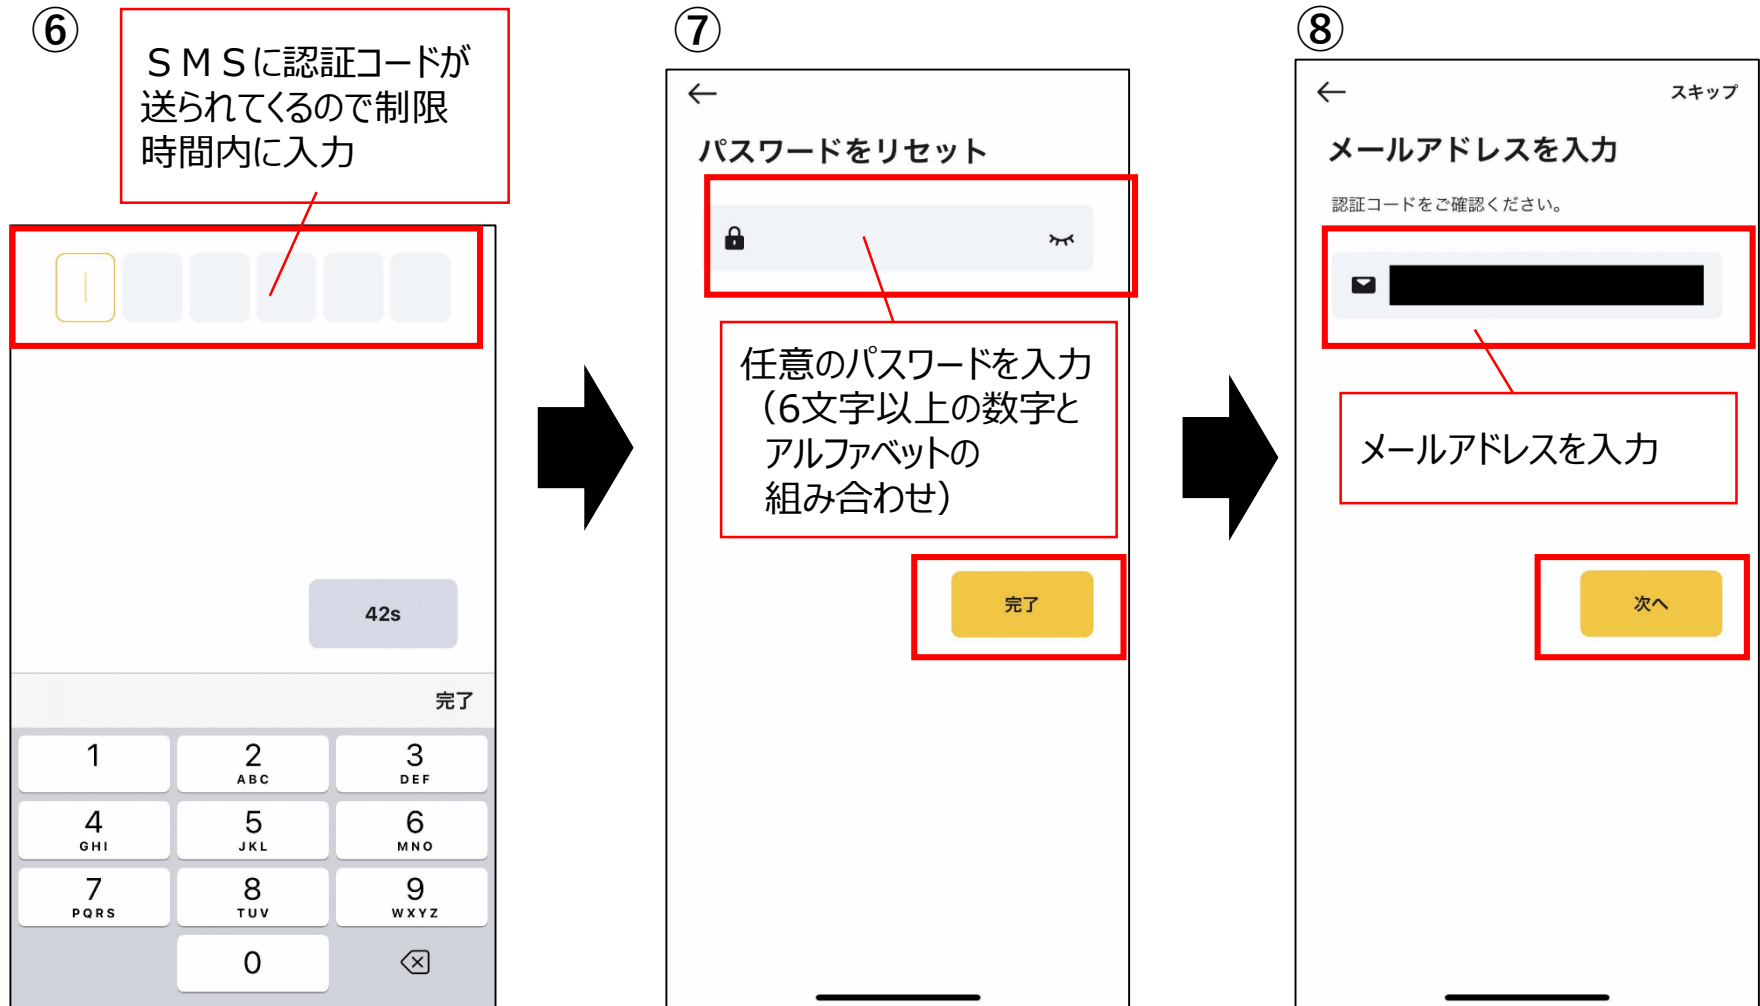 ⑥
ＳＭＳに認証コードが
送られてくるので制限
時間内に入力
42s
完了
1
2
ABC
3
DEF
4
GHI
5
JKL
6
MNO
7
PQRS
8
TUV
9
WXYZ
0
⑦
パスワードをリセット
任意のパスワードを入力
（6文字以上の数字と
アルファベットの
組み合わせ）
完了
⑧
スキップ
メールアドレスを入力
認証コードをご確認ください。
メールアドレスを入力
次へ